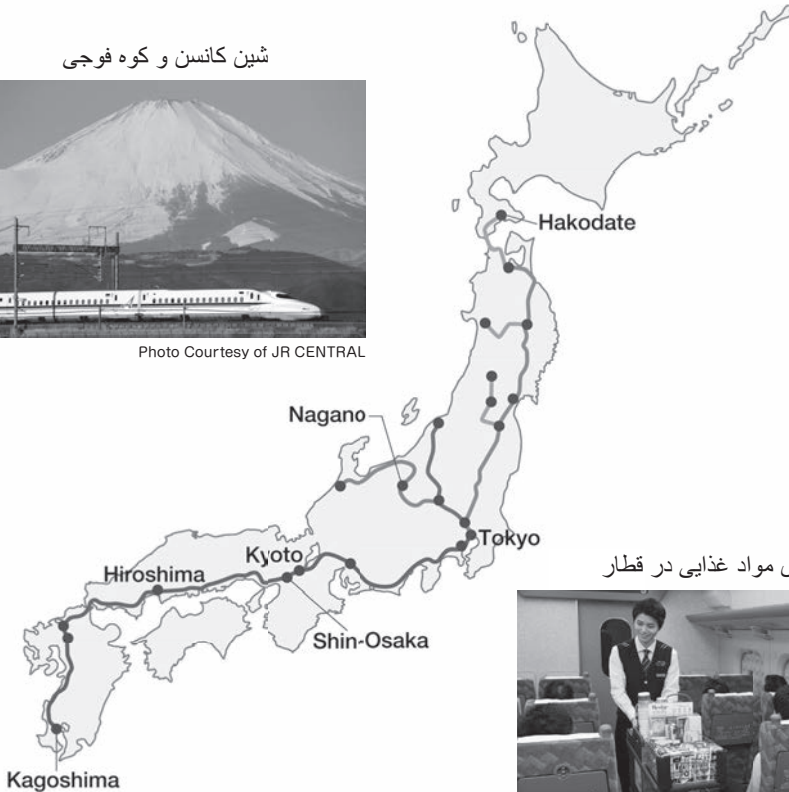 شین کانسن و کوه فوجی
Photo Courtesy of JR CENTRAL
Hakodate
Nagano
Tokyo
Kyoto
Hiroshima
Shin-Osaka
مواد غذایی در قطار
Kagoshima